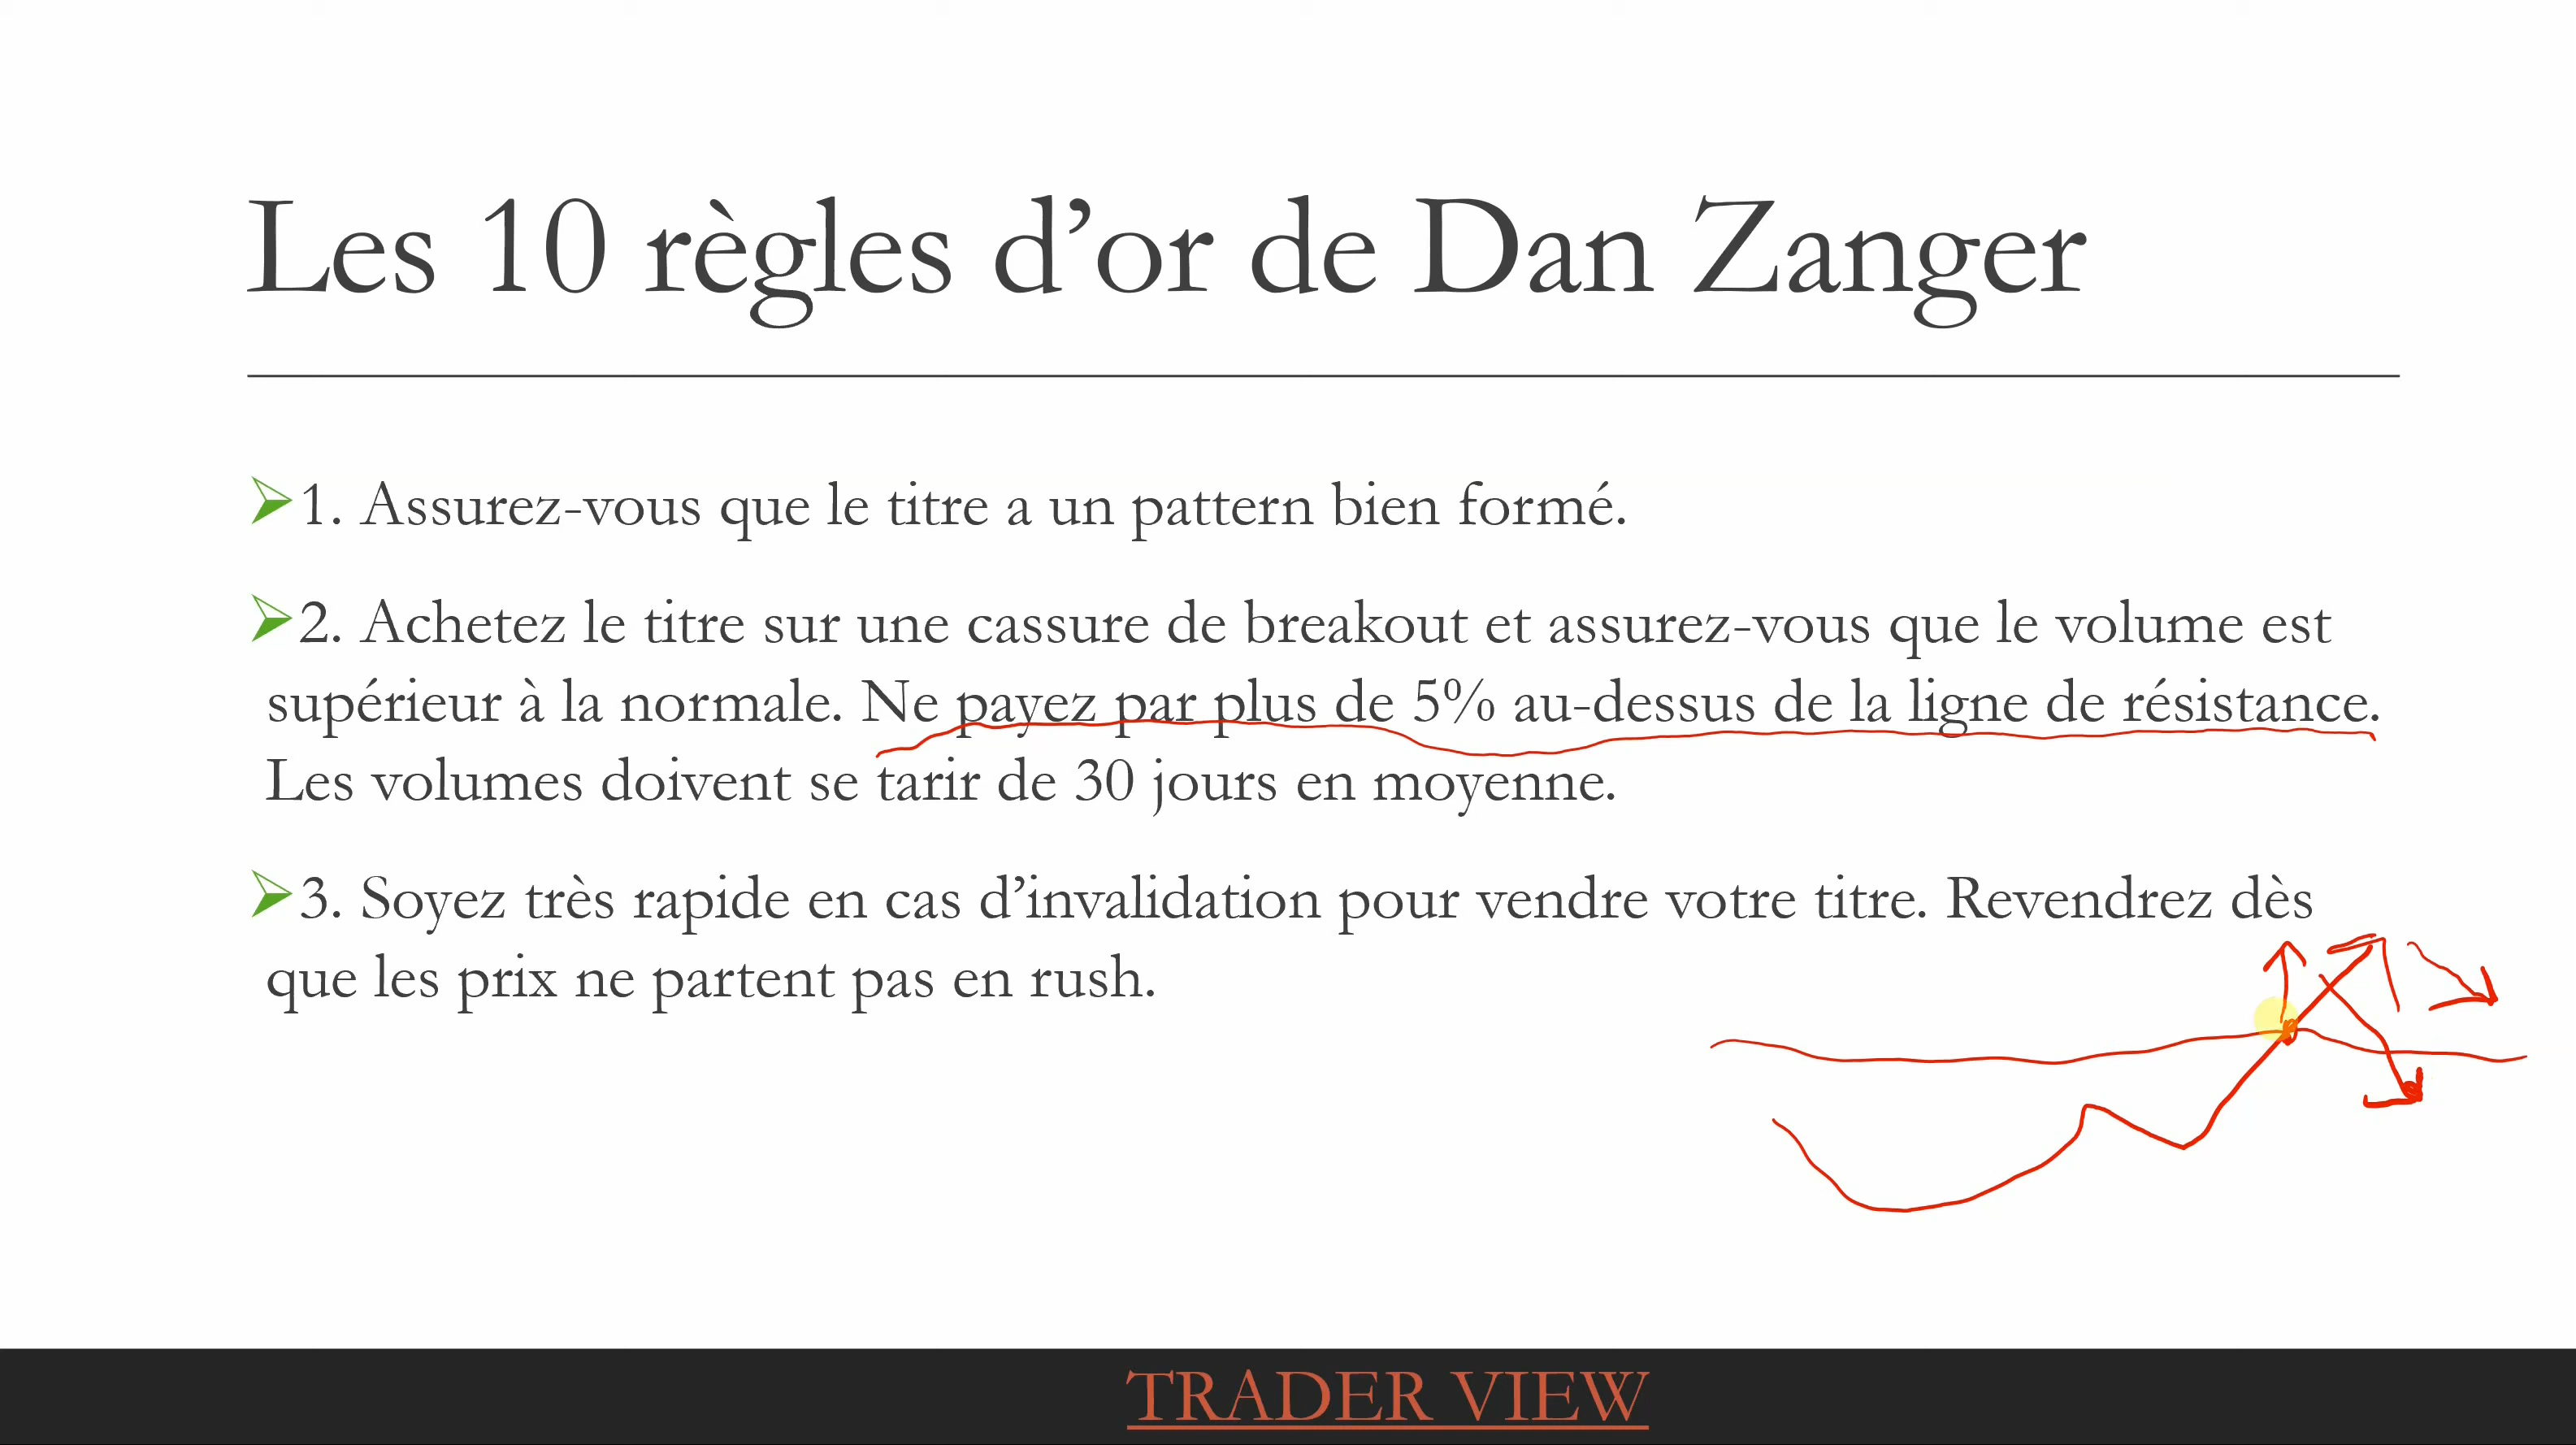 Les 10 règles d’or de Dan Zanger
1. Assurez-vous que le titre a un pattern bien formé.
2. Achetez le titre sur une cassure de breakout et assurez-vous que le volume est
supérieur à la normale. Ne payez par plus de 5% au-dessus de la ligne de résistance.
Les volumes doivent se tarir de 30 jours en moyenne.
3. Soyez très rapide en cas d’invalidation pour vendre votre titre. Revendrez dès
que les prix ne partent pas en rush.
TRADER VIEW